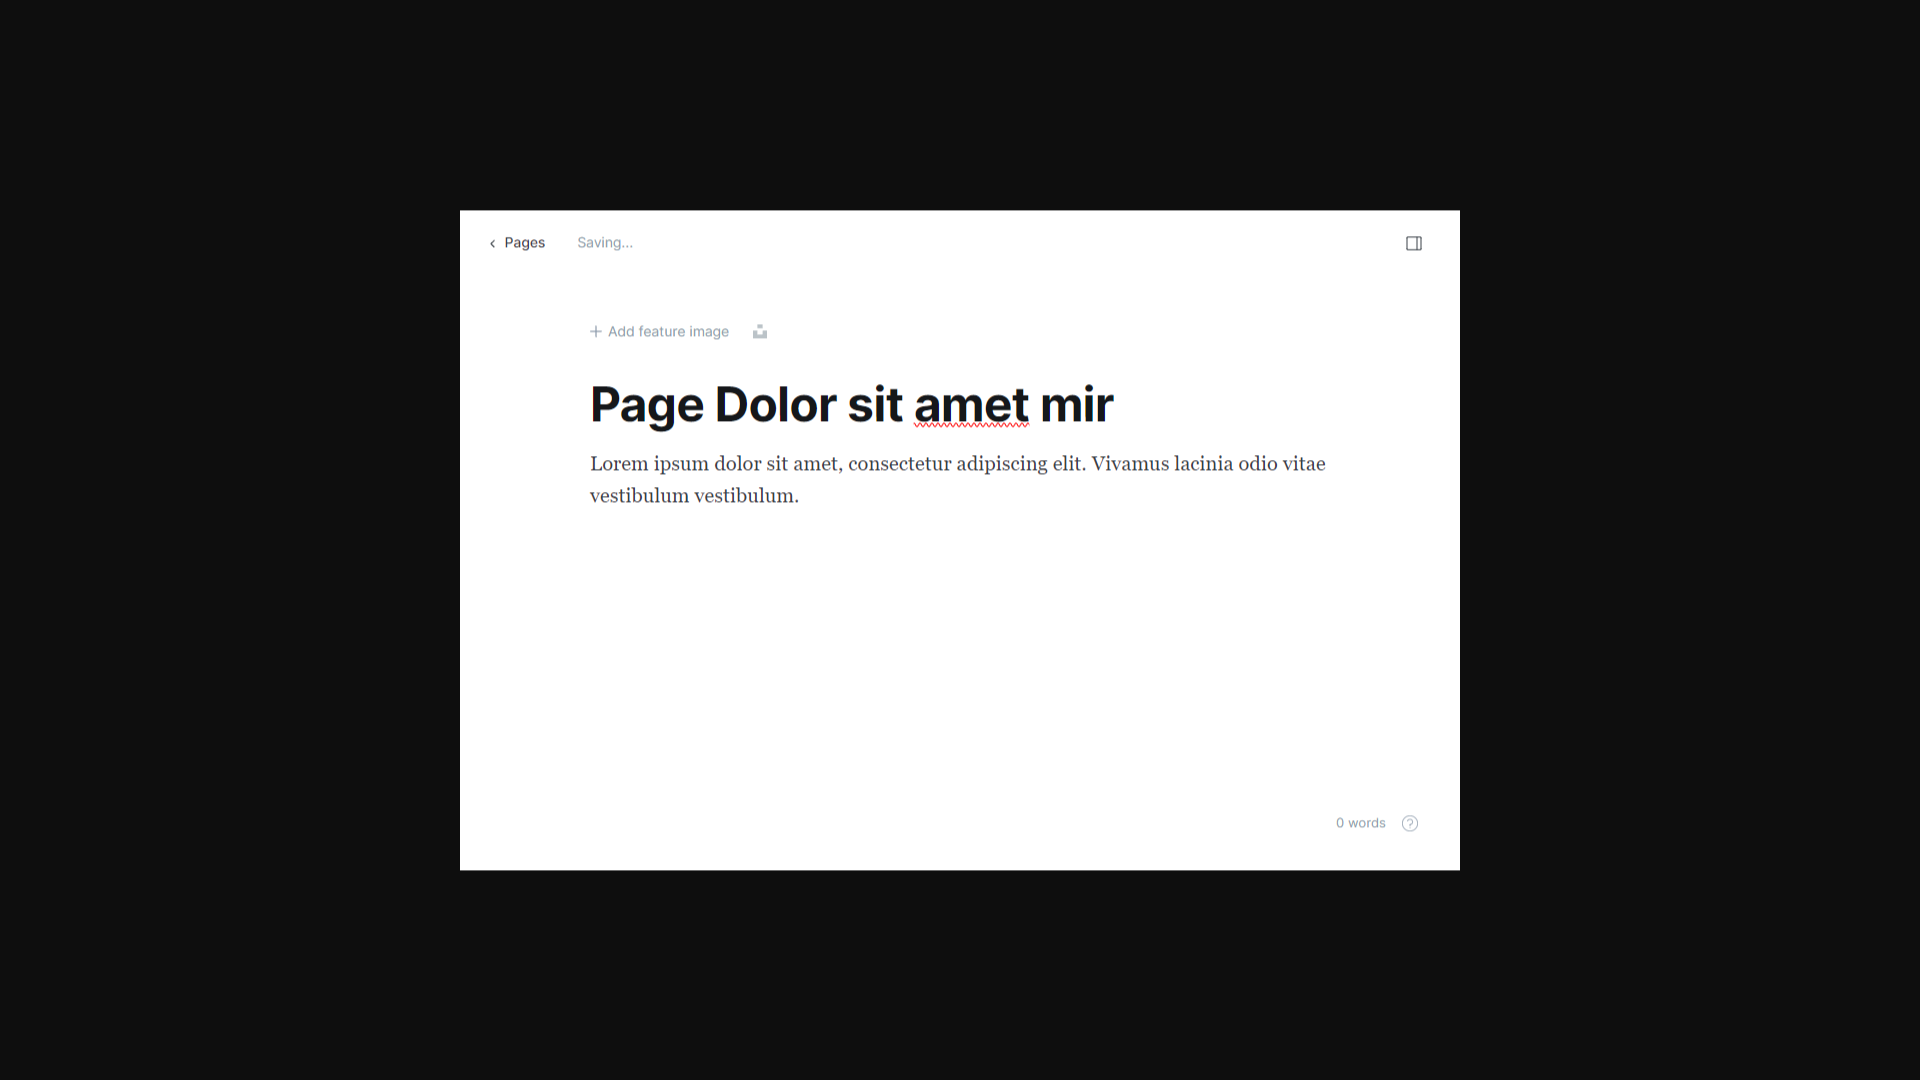 Pages
Saving...
Add feature image
Page Dolor sit amet mir
Lorem ipsum dolor sit amet, consectetur adipiscing elit. Vivamus lacinia odio vitae
vestibulum vestibulum.
0 words